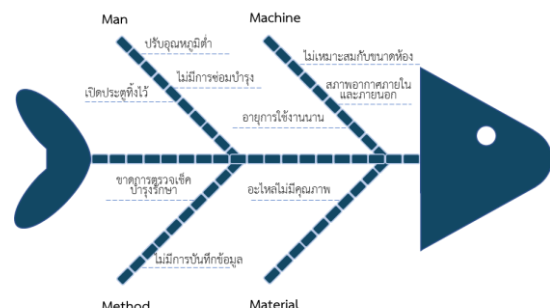 Man
Machine
ปรับอุณหภูมิต่ำ
ไม่มีการซ่อมบำรุง
เปิดประตูทิ้งไว้
ไม่เหมาะสมกับขนาดห้อง
สภาพอากาศภายใน
และภายนอก
อายุการใช้งานนาน
ขาดการตรวจเช็ค
บำรุงรักษา
อะไหล่ไม่มีคุณภาพ
ไม่มีการบันทึกข้อมูล
Method
Material